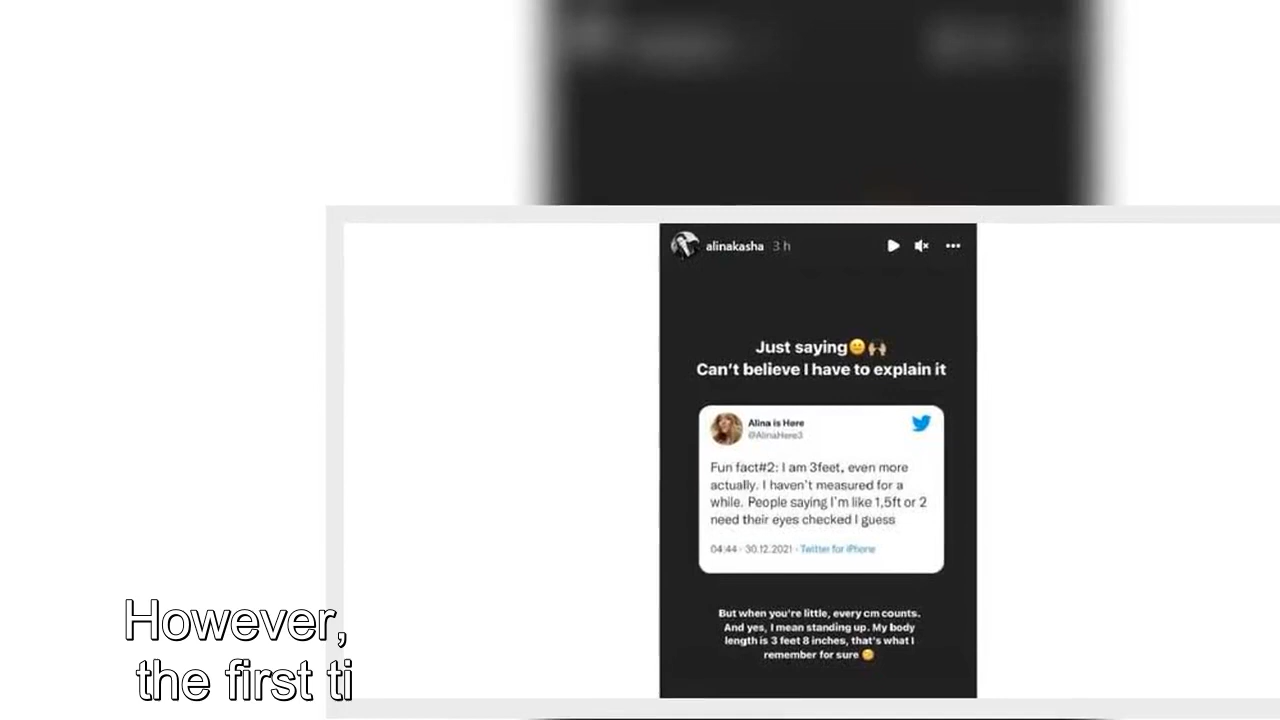 alinakasha 3 h
Just saying😐🙌🏼
Can't believe I have to explain it
Alina is Here
@AlinaHere3
Fun fact#2: I am 3feet, even more
actually. I haven't measured for a
while. People saying I'm like 1,5ft or 2
need their eyes checked I guess
04:44 · 30.12.2021 · Twitter for iPhone
But when you're little, every cm counts.
And yes, I mean standing up. My body
length is 3 feet 8 inches, that's what I
remember for sure 🧐
However,
the first ti